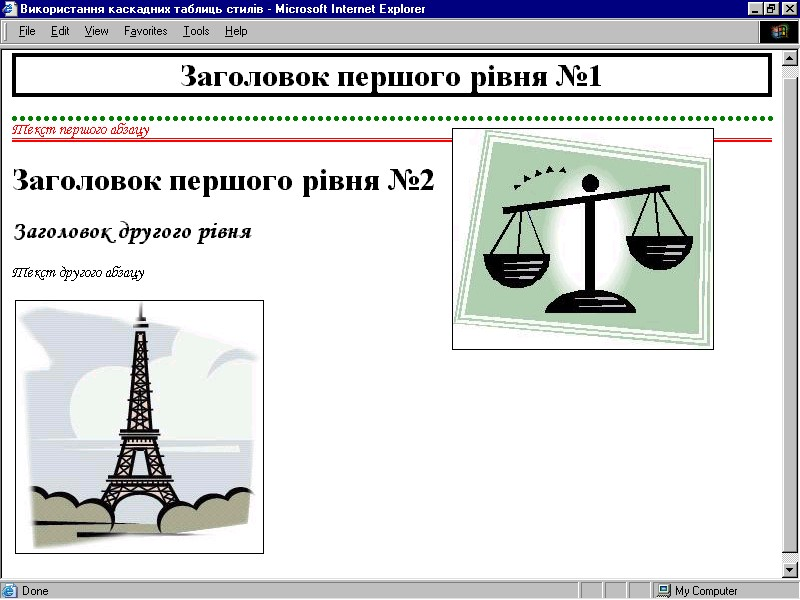 Використання каскадних таблиць стилів - Microsoft Internet Explorer
File Edit View Favorites Tools Help
Заголовок першого рівня №1
Текст першого абзацу
Заголовок першого рівня №2
Заголовок другого рівня
Текст другого абзацу
Done My Computer